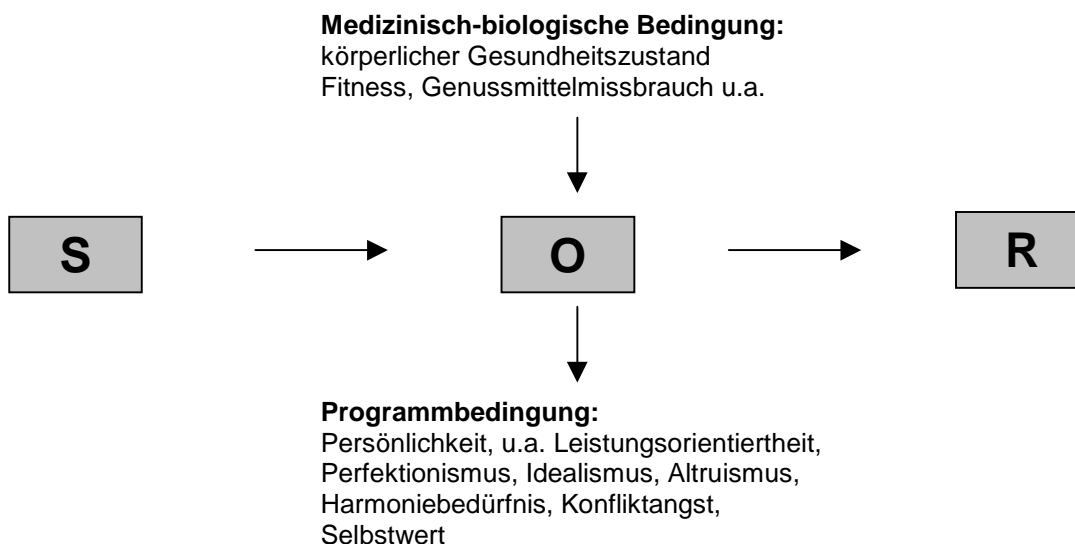 Medizinisch-biologische Bedingung:
körperlicher Gesundheitszustand
Fitness, Genussmittelmissbrauch u.a.
S
O
R
Programmbedingung:
Persönlichkeit, u.a. Leistungsorientiertheit,
Perfektionismus, Idealismus, Altruismus,
Harmoniebedürfnis, Konfliktangst,
Selbstwert